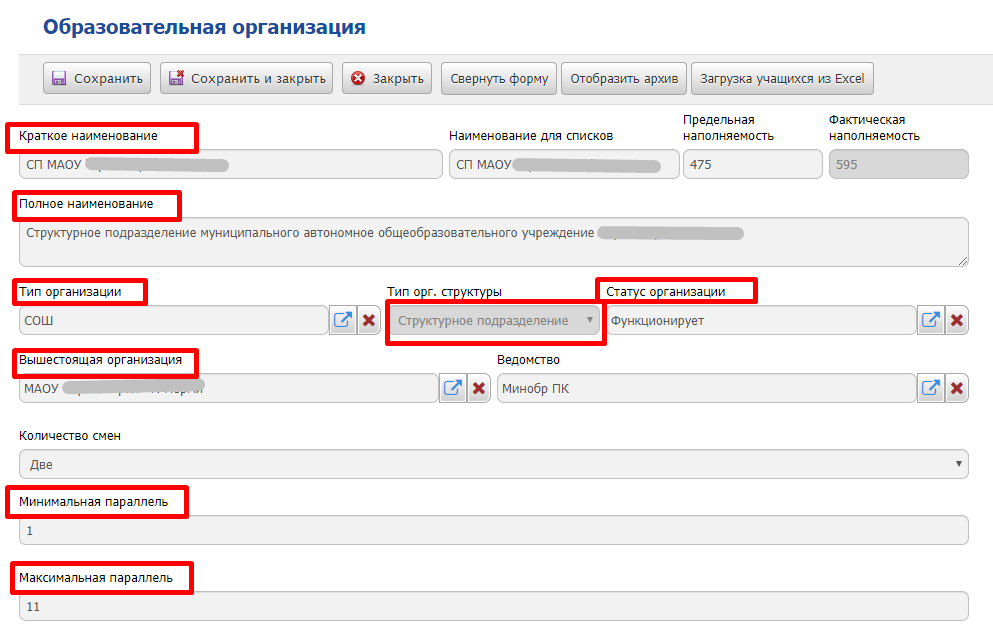 Образовательная организация
Сохранить Сохранить и закрыть Закрыть Свернуть форму Отобразить архив Загрузка учащихся из Excel
Краткое наименование Наименование для списков Предельная наполняемость Фактическая наполняемость
СП МАОУ СП МАОУ 475 595
Полное наименование
Структурное подразделение муниципального автономное общеобразовательного учреждение
Тип организации Тип орг. структуры Статус организации
СОШ Структурное подразделение Функционирует
Вышестоящая организация Ведомство
МАОУ Минобр ПК
Количество смен
Две
Минимальная параллель
1
Максимальная параллель
11